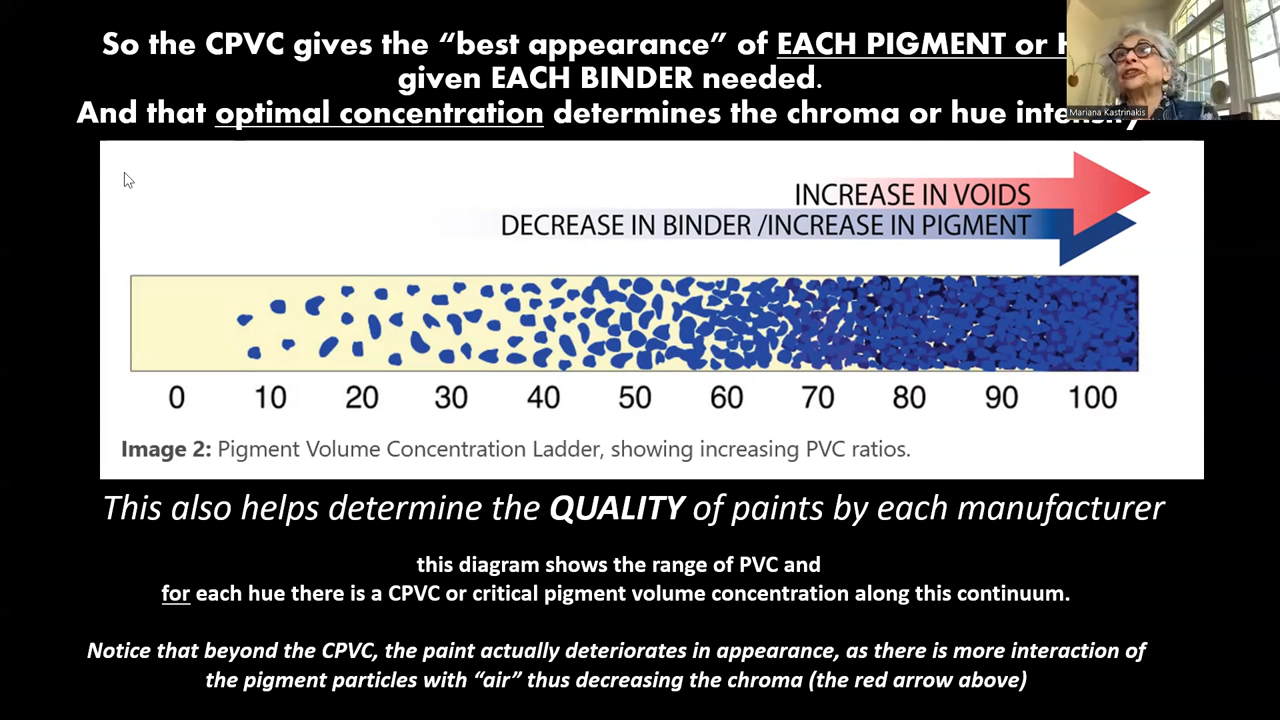 So the CPVC gives the “best appearance” of EACH PIGMENT or
given EACH BINDER needed.
And that optimal concentration determines the chroma or hue intensity
Mariana Kastrinakis
INCREASE IN VOIDS
DECREASE IN BINDER /INCREASE IN PIGMENT
0 10 20 30 40 50 60 70 80 90 100
Image 2: Pigment Volume Concentration Ladder, showing increasing PVC ratios.
This also helps determine the QUALITY of paints by each manufacturer
this diagram shows the range of PVC and
for each hue there is a CPVC or critical pigment volume concentration along this continuum.
Notice that beyond the CPVC, the paint actually deteriorates in appearance, as there is more interaction of
the pigment particles with “air” thus decreasing the chroma (the red arrow above)